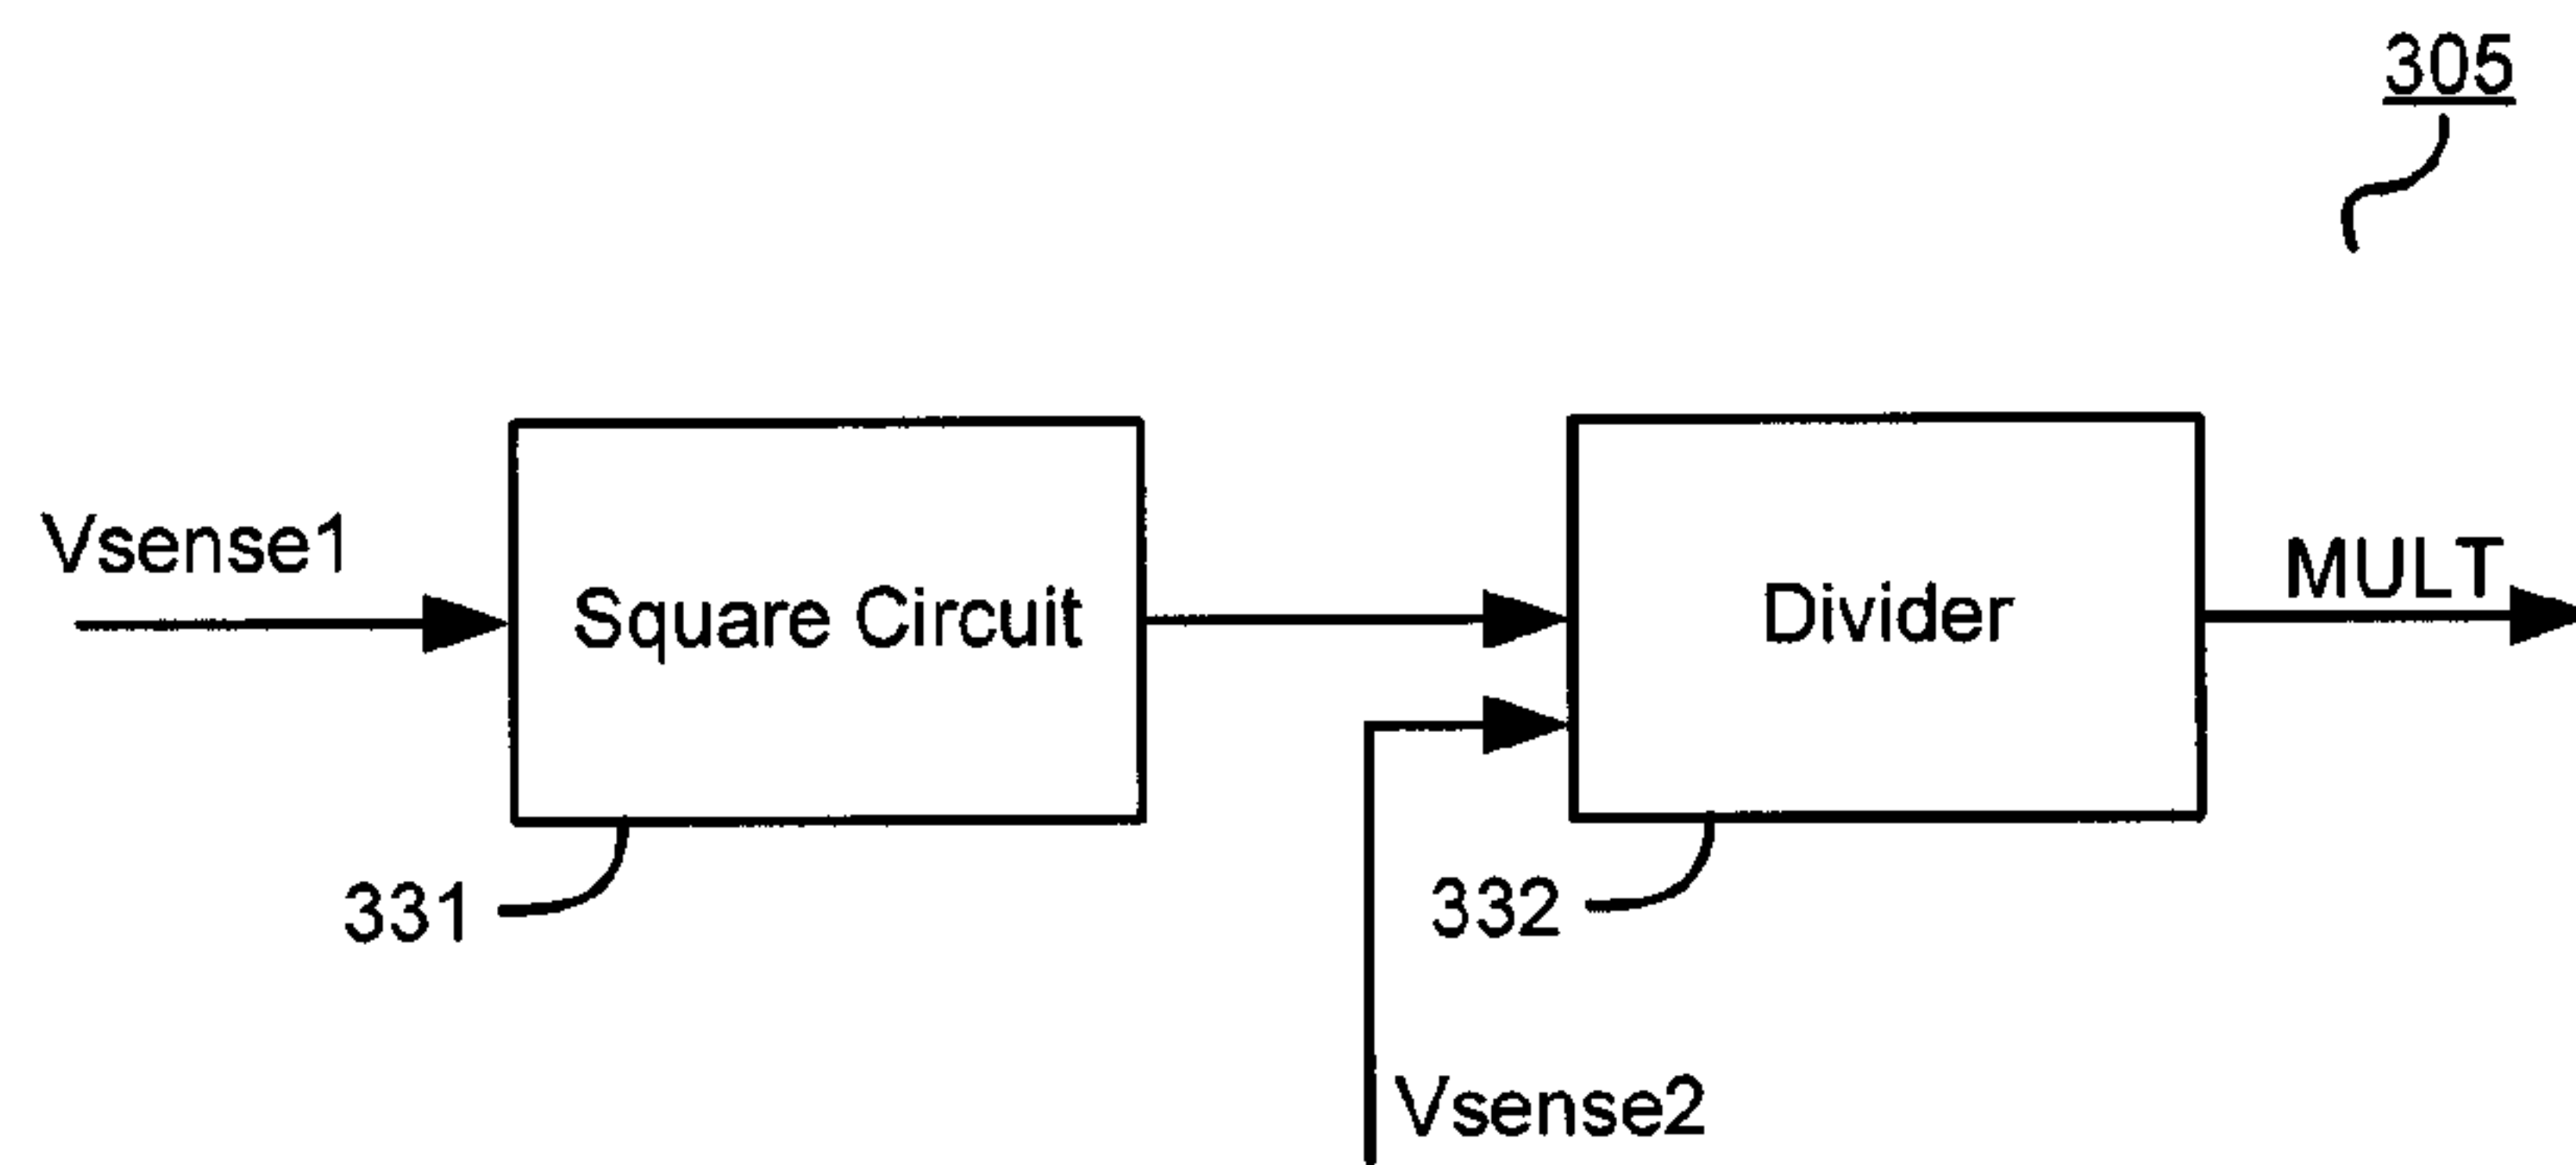 305
Vsense1
Square Circuit
Divider
MULT
331
332
Vsense2